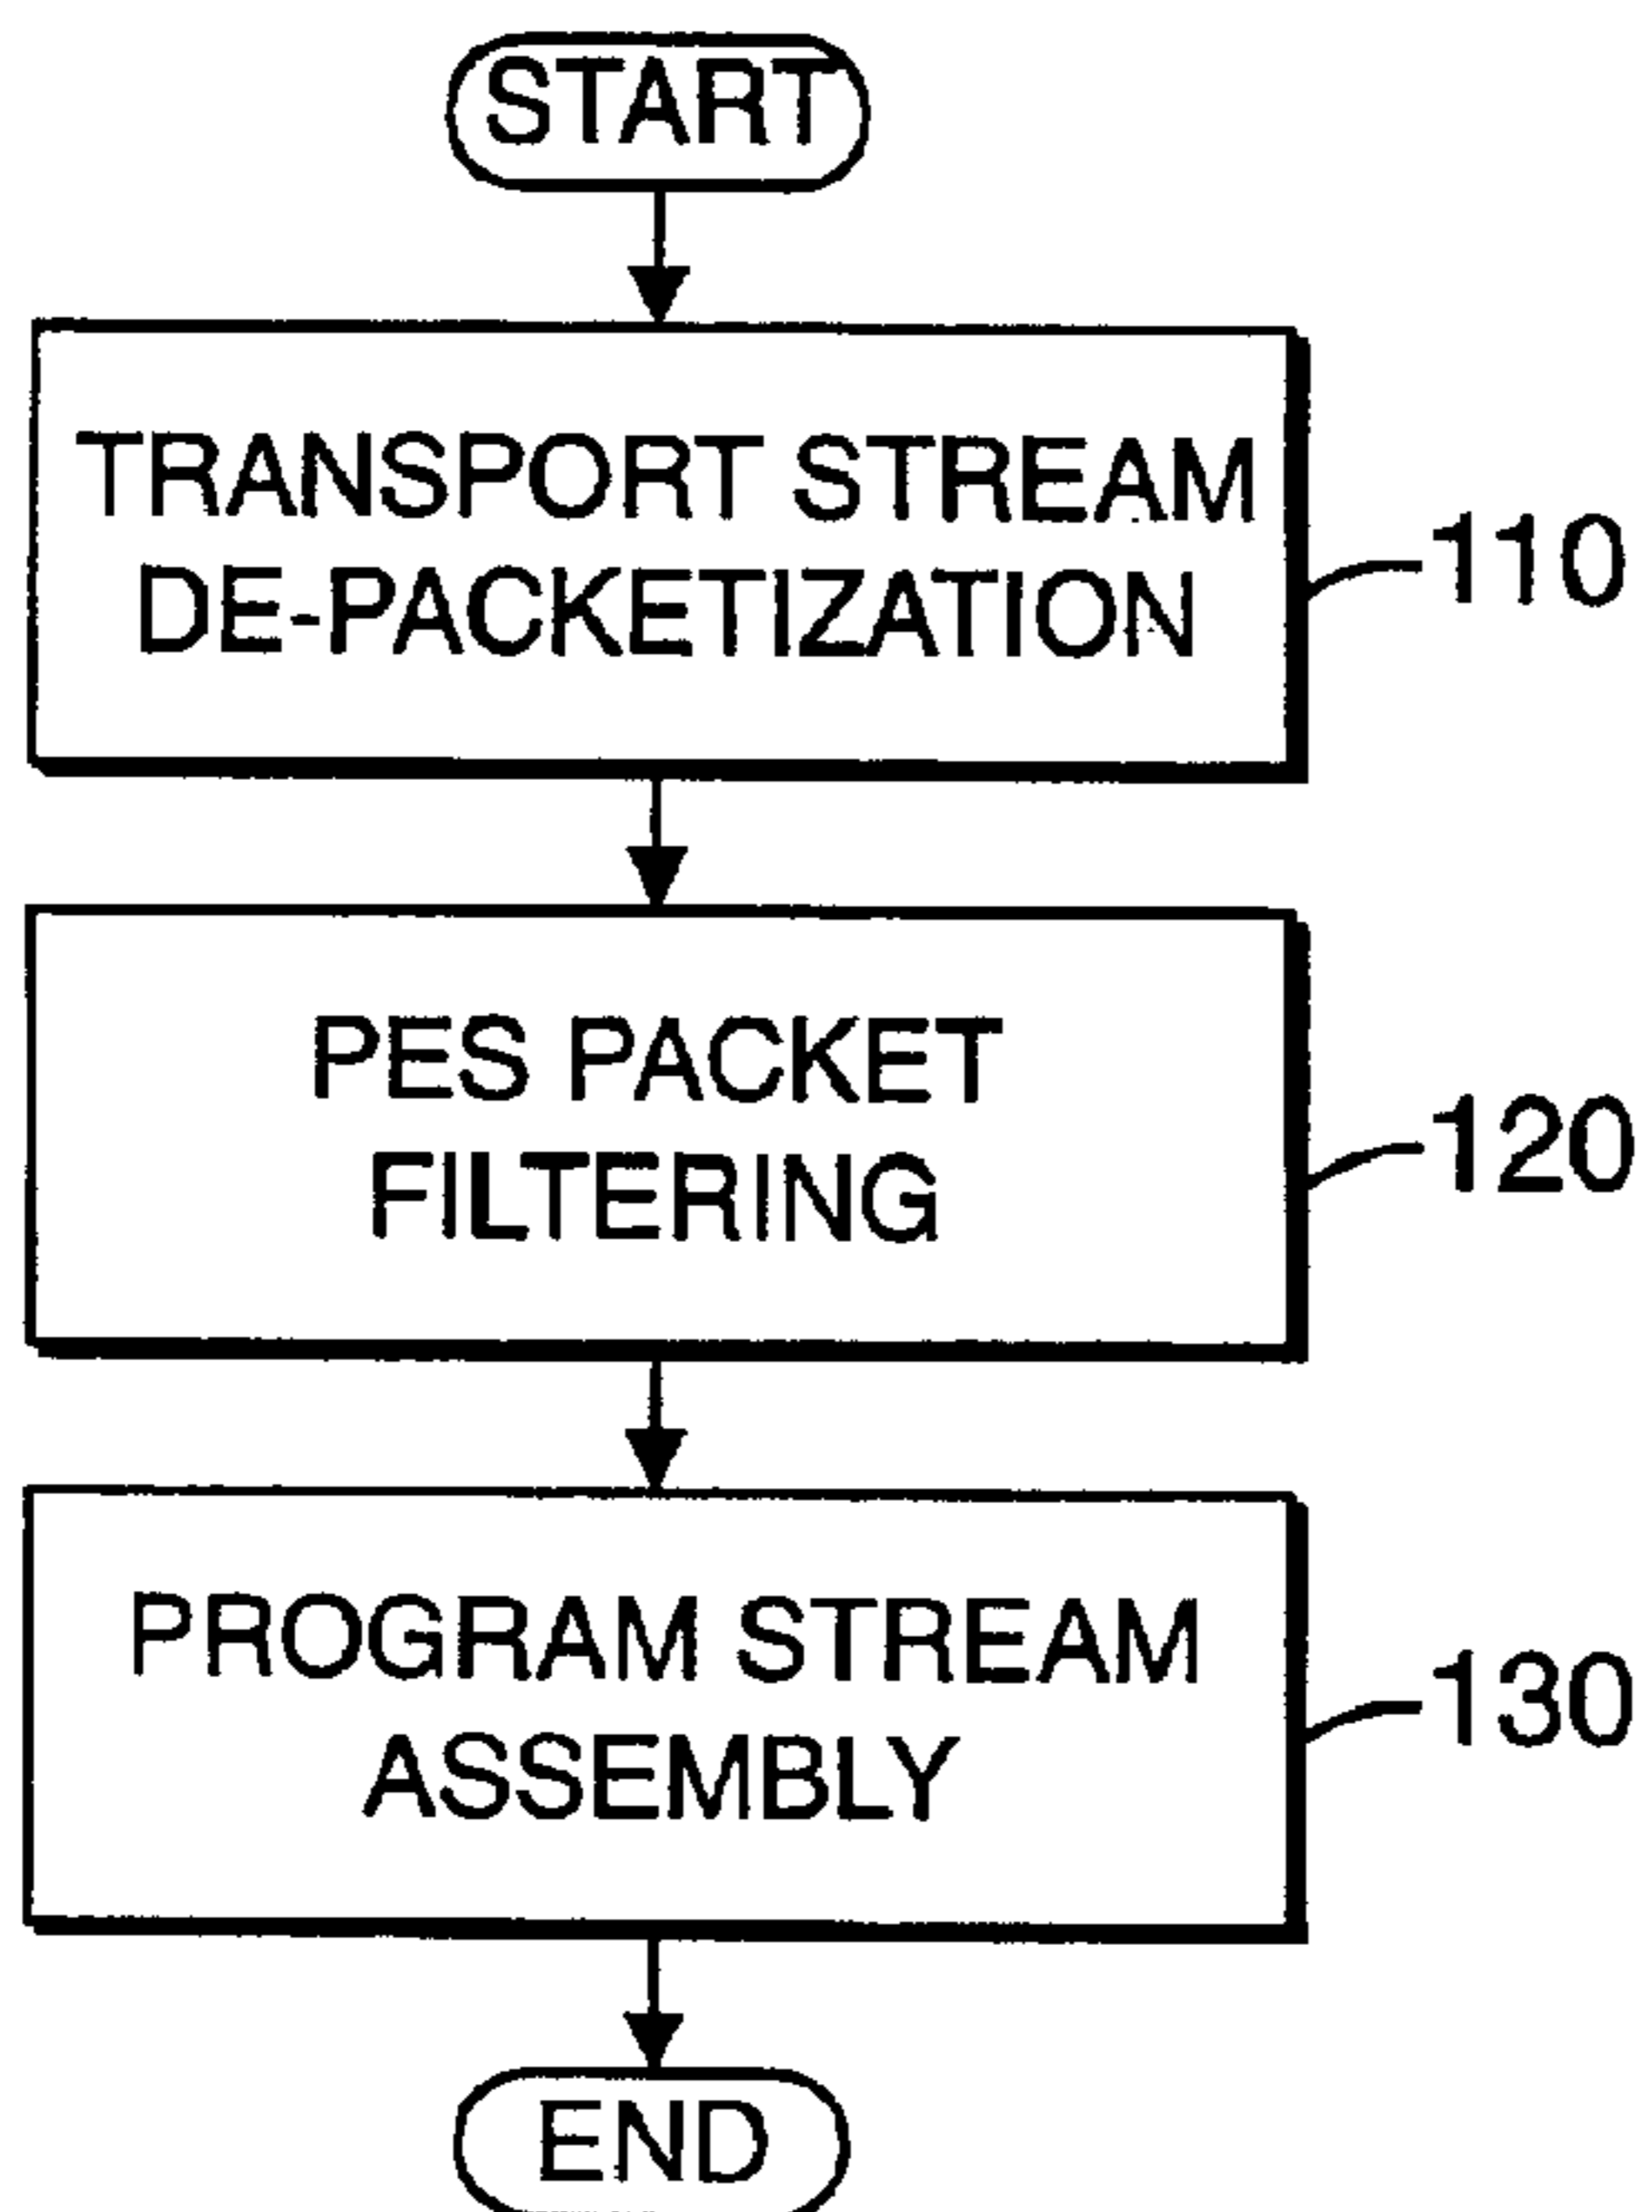 START
TRANSPORT STREAM
DE-PACKETIZATION
110
PES PACKET
FILTERING
120
PROGRAM STREAM
ASSEMBLY
130
END